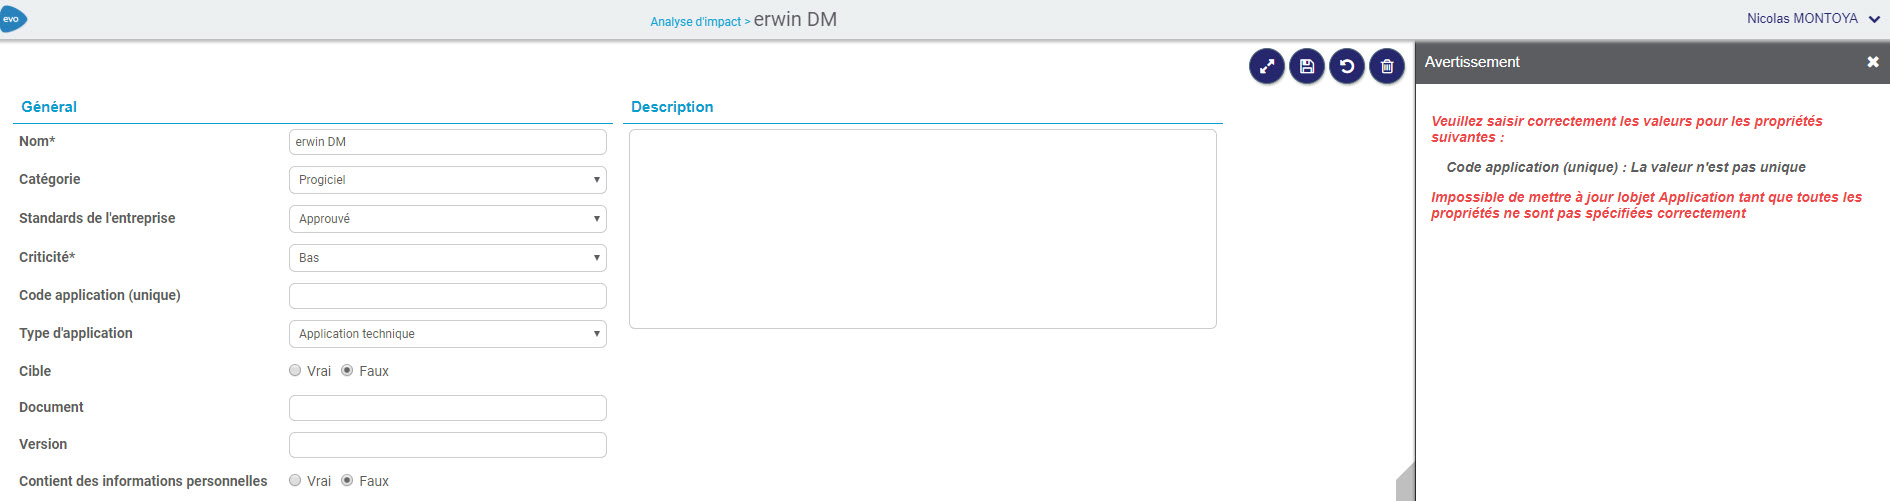 evo
Analyse d'impact > erwin DM
Nicolas MONTOYA
Avertissement
Général
Description
Nom*
erwin DM
Catégorie
Progiciel
Standards de l'entreprise
Approuvé
Criticité*
Bas
Code application (unique)
Type d'application
Application technique
Cible
Vrai
Faux
Document
Version
Contient des informations personnelles
Vrai
Faux
Veuillez saisir correctement les valeurs pour les propriétés
suivantes :
Code application (unique) : La valeur n'est pas unique
Impossible de mettre à jour lobjet Application tant que toutes les
propriétés ne sont pas spécifiées correctement